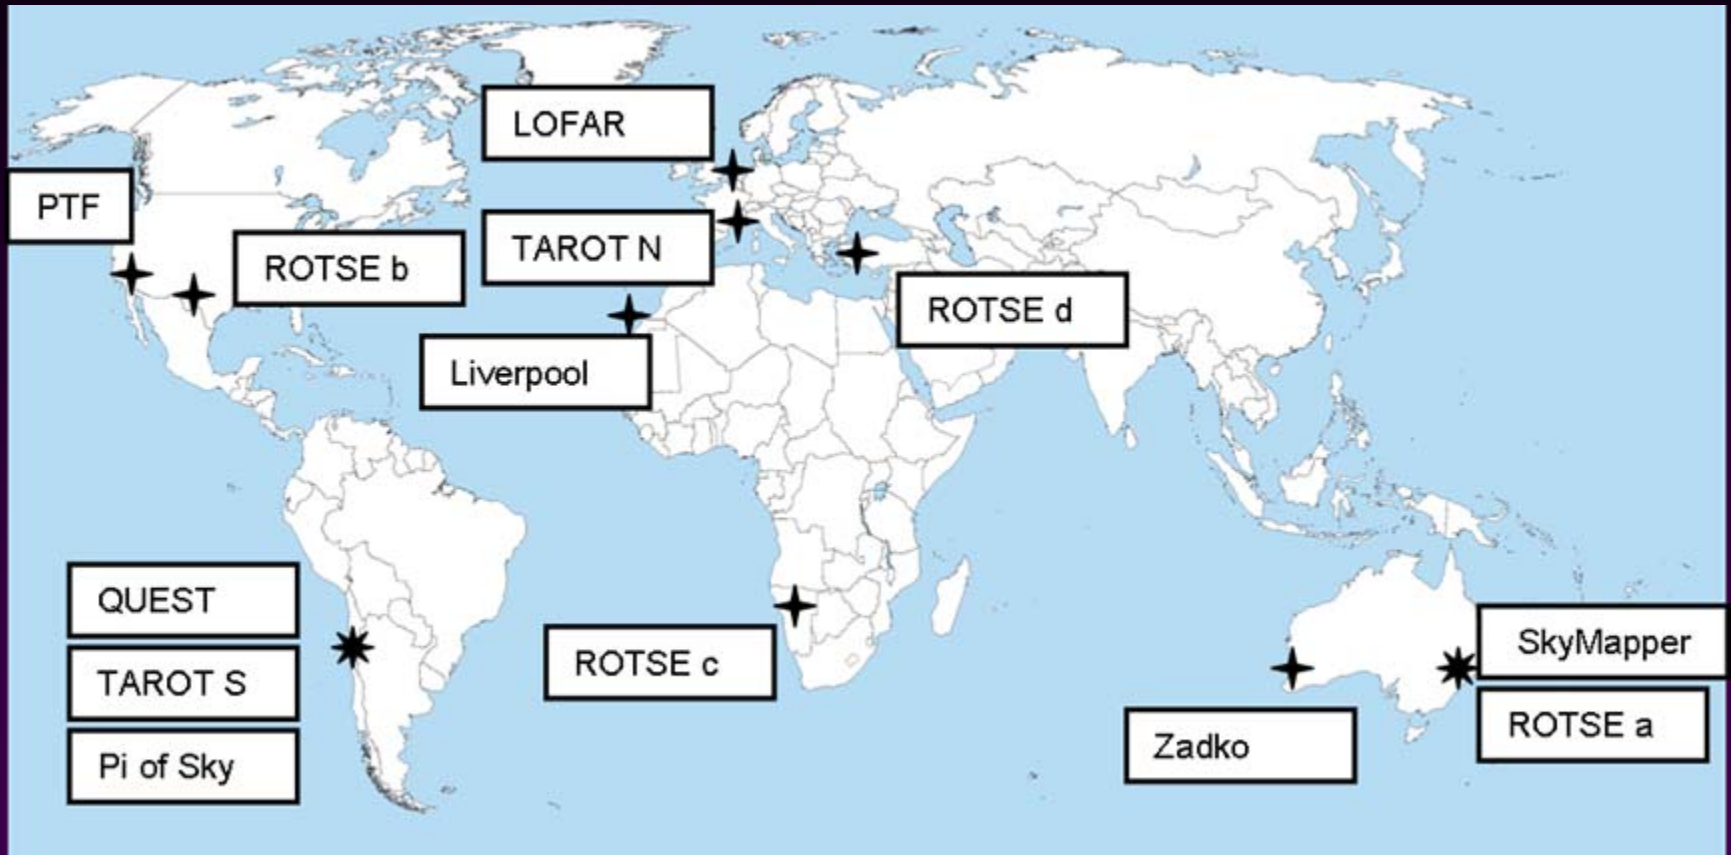 LOFAR
PTF
TAROT N
ROTSE b
ROTSE d
Liverpool
QUEST
SkyMapper
ROTSE c
TAROT S
ROTSE a
Zadko
Pi of Sky